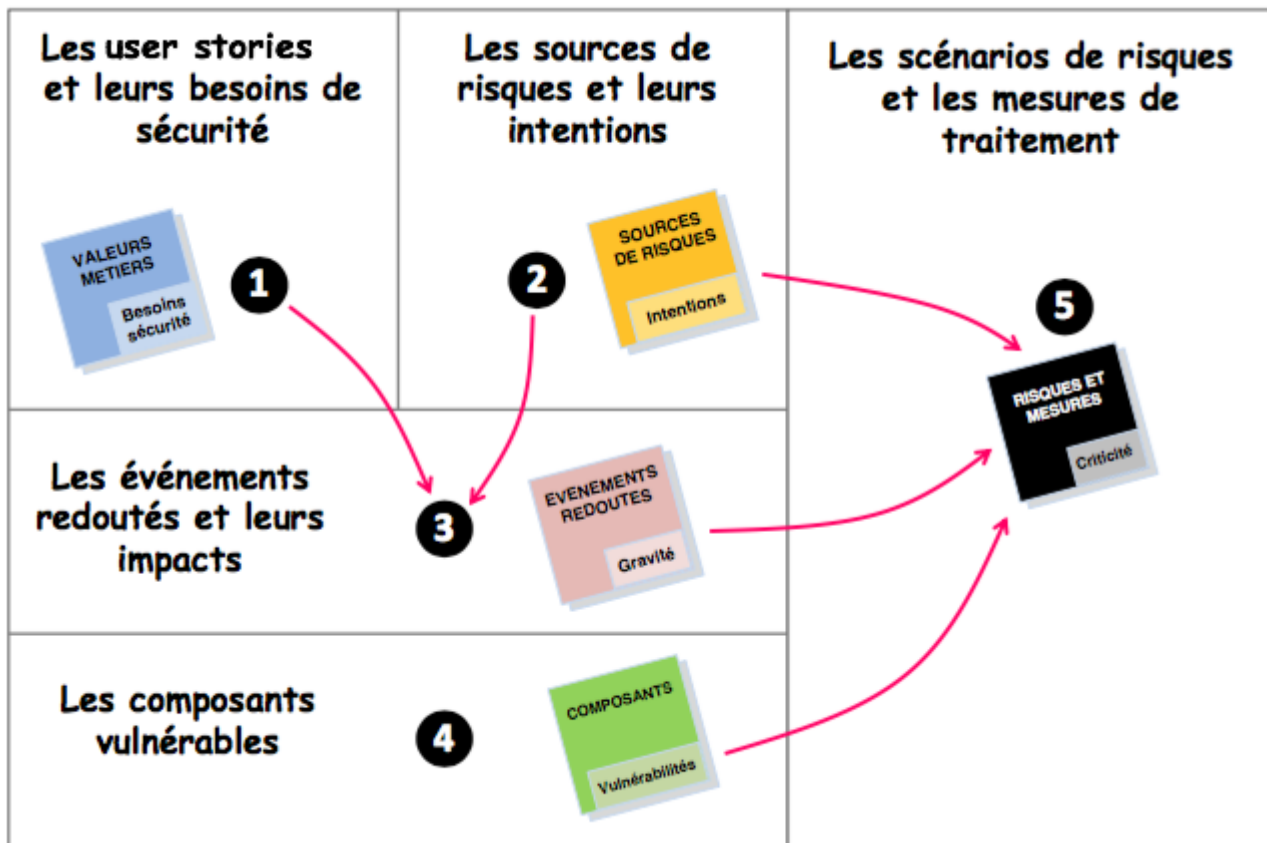 Les user stories
et leurs besoins de
sécurité
VALEURS
METIERS
Besoins
sécurité
1
Les sources de
risques et leurs
intentions
2
SOURCES
DE RISQUES
Intentions
Les scénarios de risques
et les mesures de
traitement
5
RISQUES ET
MESURES
Criticité
Les événements
redoutés et leurs
impacts
3
EVENEMENTS
REDOUTES
Gravité
Les composants
vulnérables
4
COMPOSANTS
Vulnérabilités